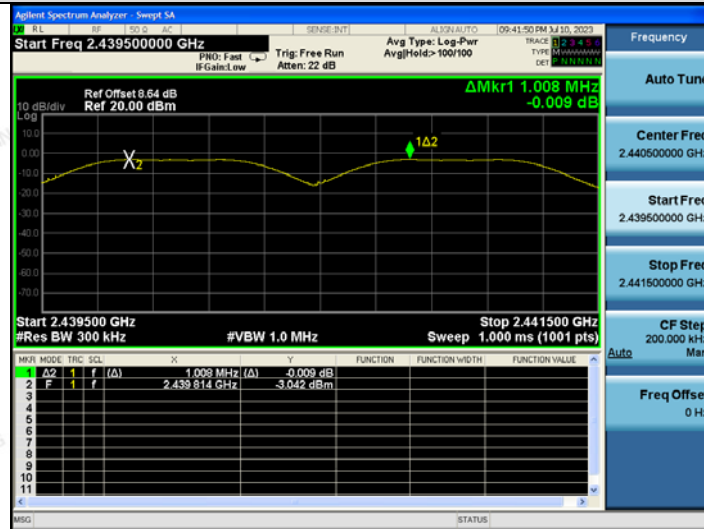 Agilent Spectrum Analyzer - Swept SA
RL RF 50 Ω AC SENSE:INT ALIGNAUTO 09:41:50 PM Jul 10, 2023
Start Freq 2.439500000 GHz
PNO: Fast
IFGain:Low
Trig: Free Run
Atten: 22 dB
Avg Type: Log-Pwr
Avg|Hold:>100/100
TRACE 1 2 3 4 5 6
TYPE M
DET P N N N N N
Ref Offset 8.64 dB
Ref 20.00 dBm
ΔMkr1 1.008 MHz
-0.009 dB
10 dB/div
Log
10.0
0.00
-10.0
-20.0
-30.0
-40.0
-50.0
-60.0
-70.0
X2
1Δ2
Start 2.439500 GHz
Stop 2.441500 GHz
#Res BW 300 kHz
#VBW 1.0 MHz
Sweep 1.000 ms (1001 pts)
MKR MODE TRC SCL X Y FUNCTION FUNCTION WIDTH FUNCTION VALUE
1 Δ2 1 f (Δ) 1.008 MHz (Δ) -0.009 dB
2 F 1 f 2.439 814 GHz -3.042 dBm
3
4
5
6
7
8
9
10
11
MSG
STATUS
Frequency
Auto Tune
Center Freq
2.440500000 GHz
Start Freq
2.439500000 GHz
Stop Freq
2.441500000 GHz
CF Step
200.000 kHz
Auto Man
Freq Offset
0 Hz